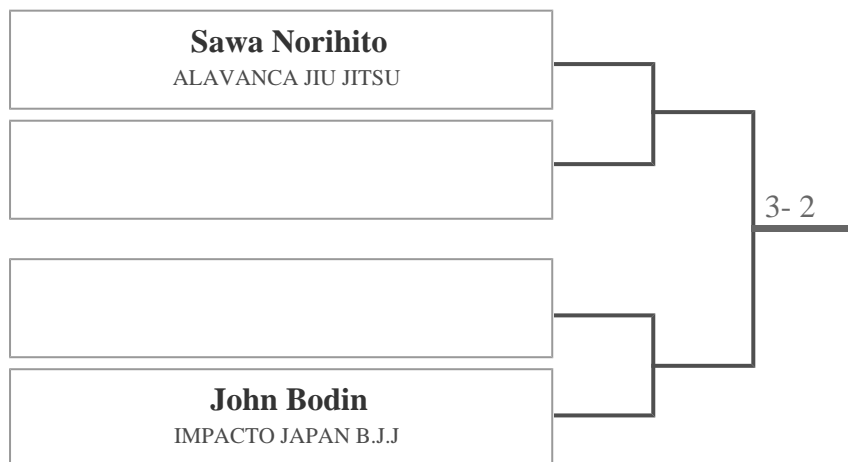 Sawa Norihito
ALAVANCA JIU JITSU
3- 2
John Bodin
IMPACTO JAPAN B.J.J